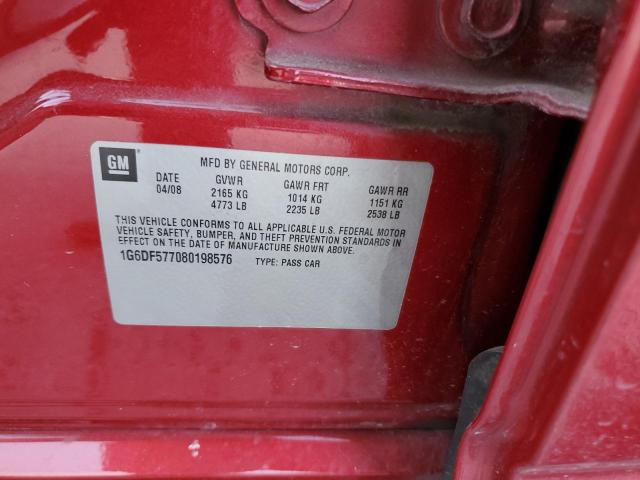 GM
MFD BY GENERAL MOTORS CORP.
DATE GVWR GAWR FRT GAWR RR
04/08 2165 KG 1014 KG 1151 KG
4773 LB 2235 LB 2538 LB
THIS VEHICLE CONFORMS TO ALL APPLICABLE U.S. FEDERAL MOTOR
VEHICLE SAFETY, BUMPER, AND THEFT PREVENTION STANDARDS IN
EFFECT ON THE DATE OF MANUFACTURE SHOWN ABOVE.
1G6DF577080198576 TYPE: PASS CAR